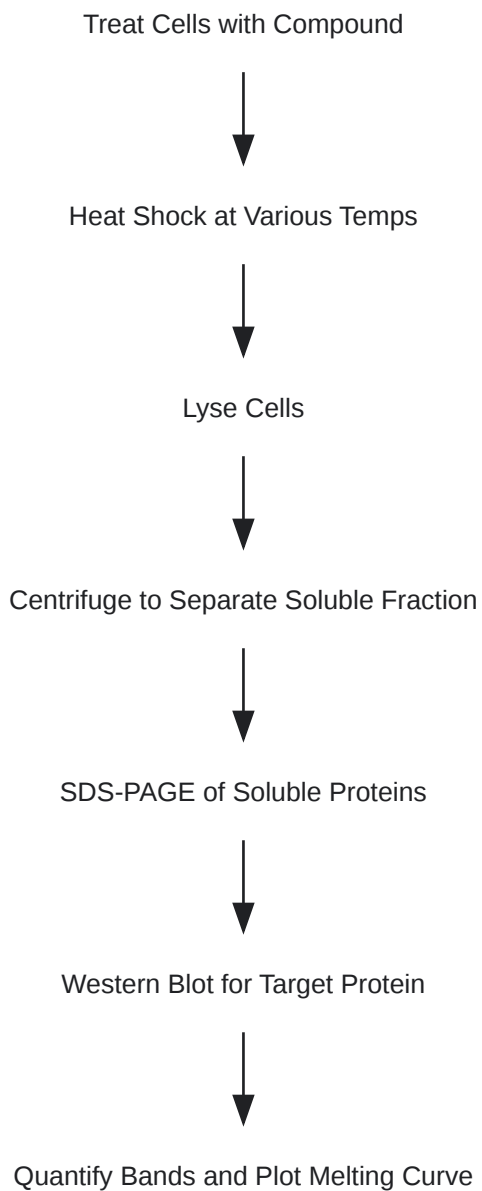 Treat Cells with Compound
Heat Shock at Various Temps
Lyse Cells
Centrifuge to Separate Soluble Fraction
SDS-PAGE of Soluble Proteins
Western Blot for Target Protein
Quantify Bands and Plot Melting Curve